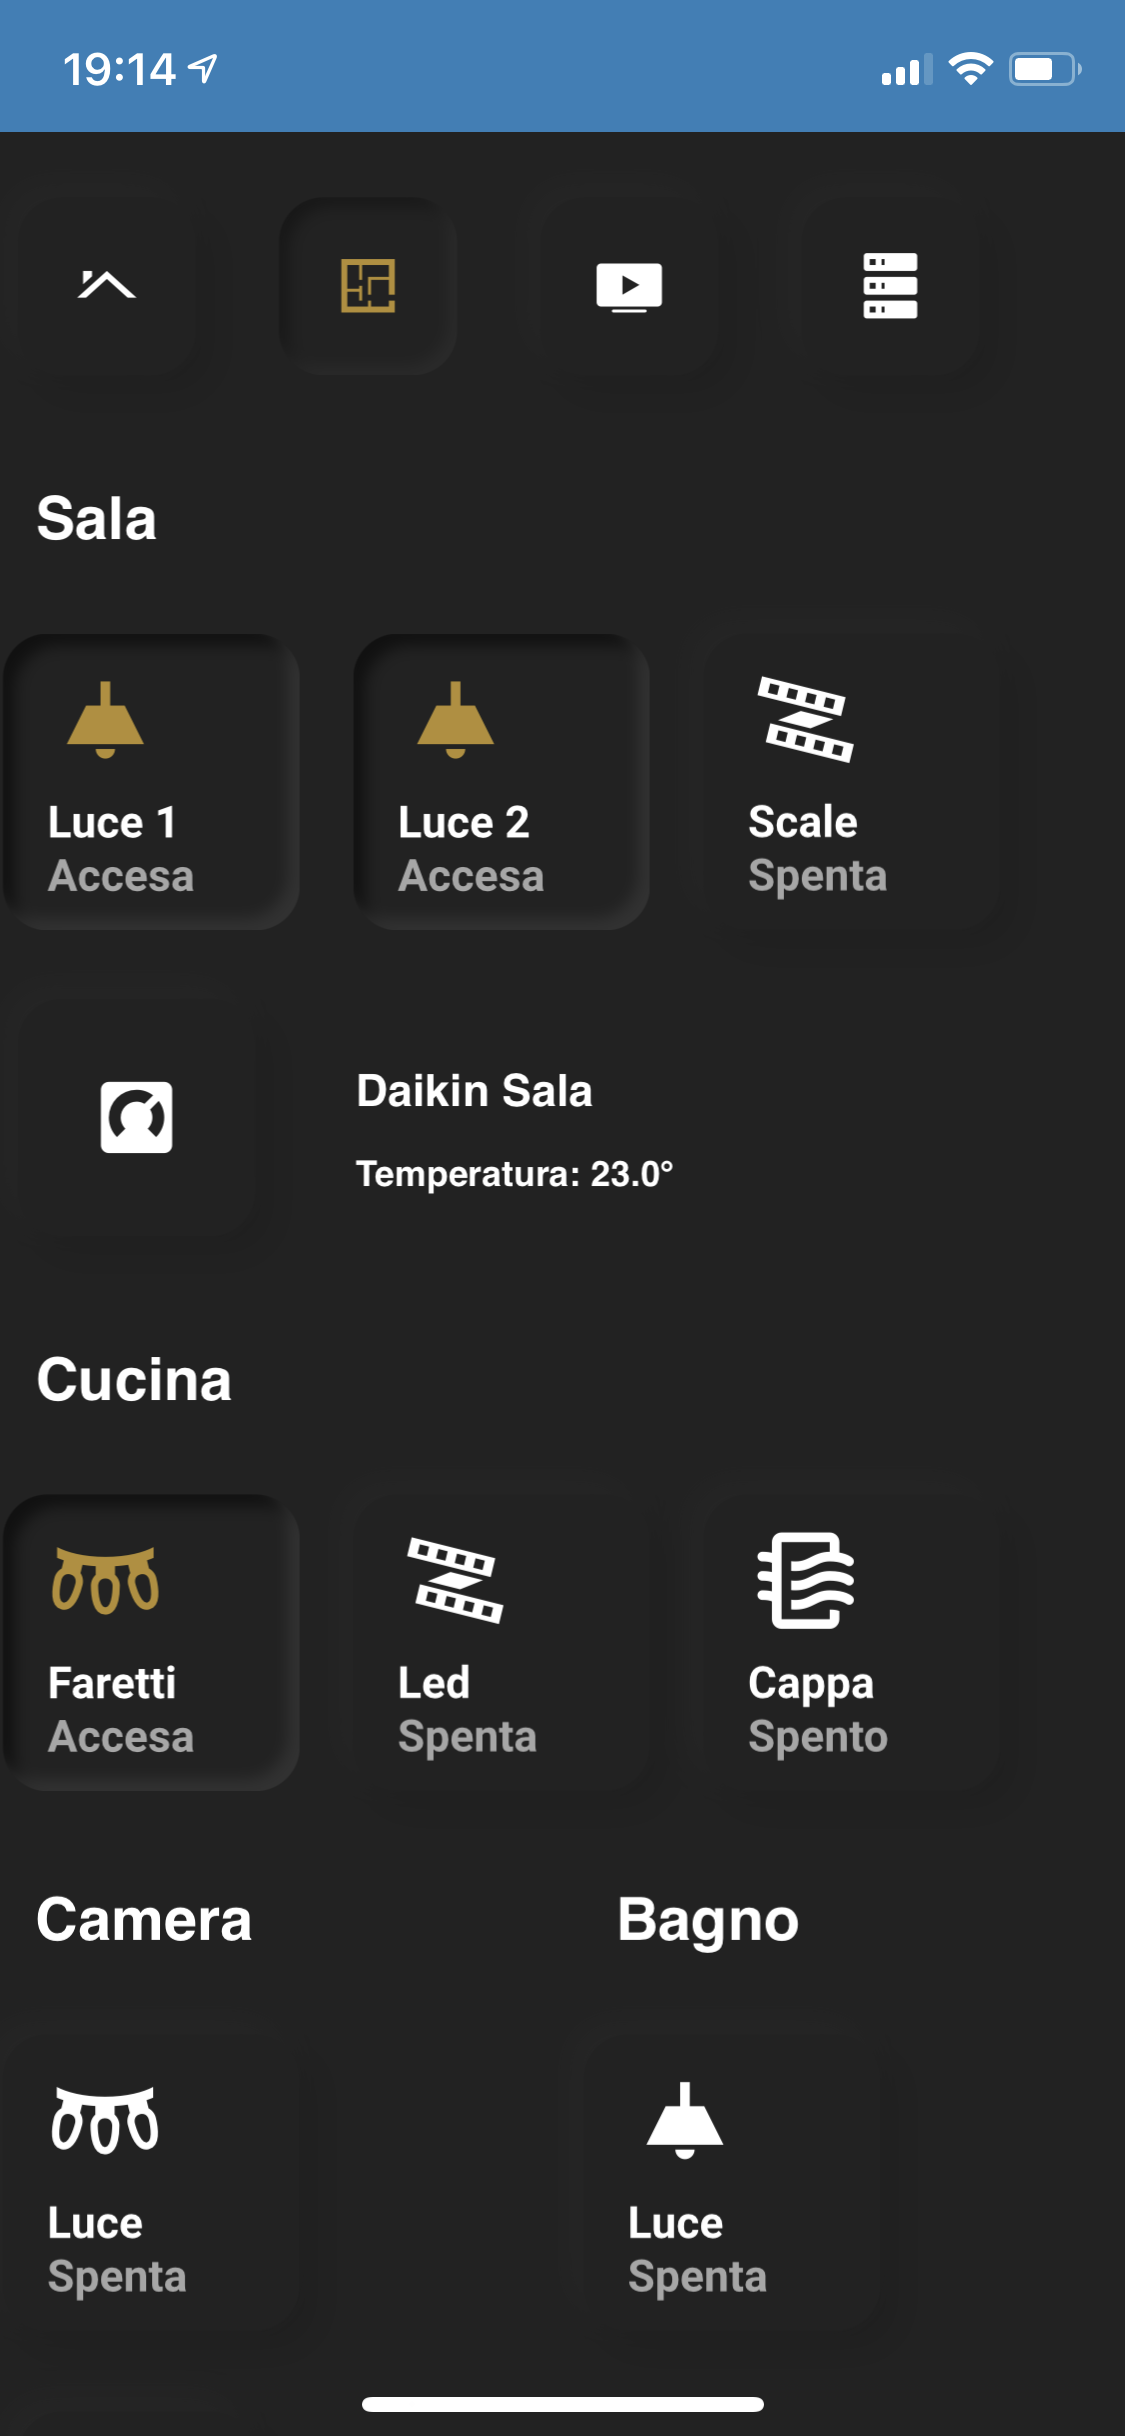 19:14
Sala
Luce 1
Accesa
Luce 2
Accesa
Scale
Spenta
Daikin Sala
Temperatura: 23.0°
Cucina
Faretti
Accesa
Led
Spenta
Cappa
Spento
Camera
Bagno
Luce
Spenta
Luce
Spenta